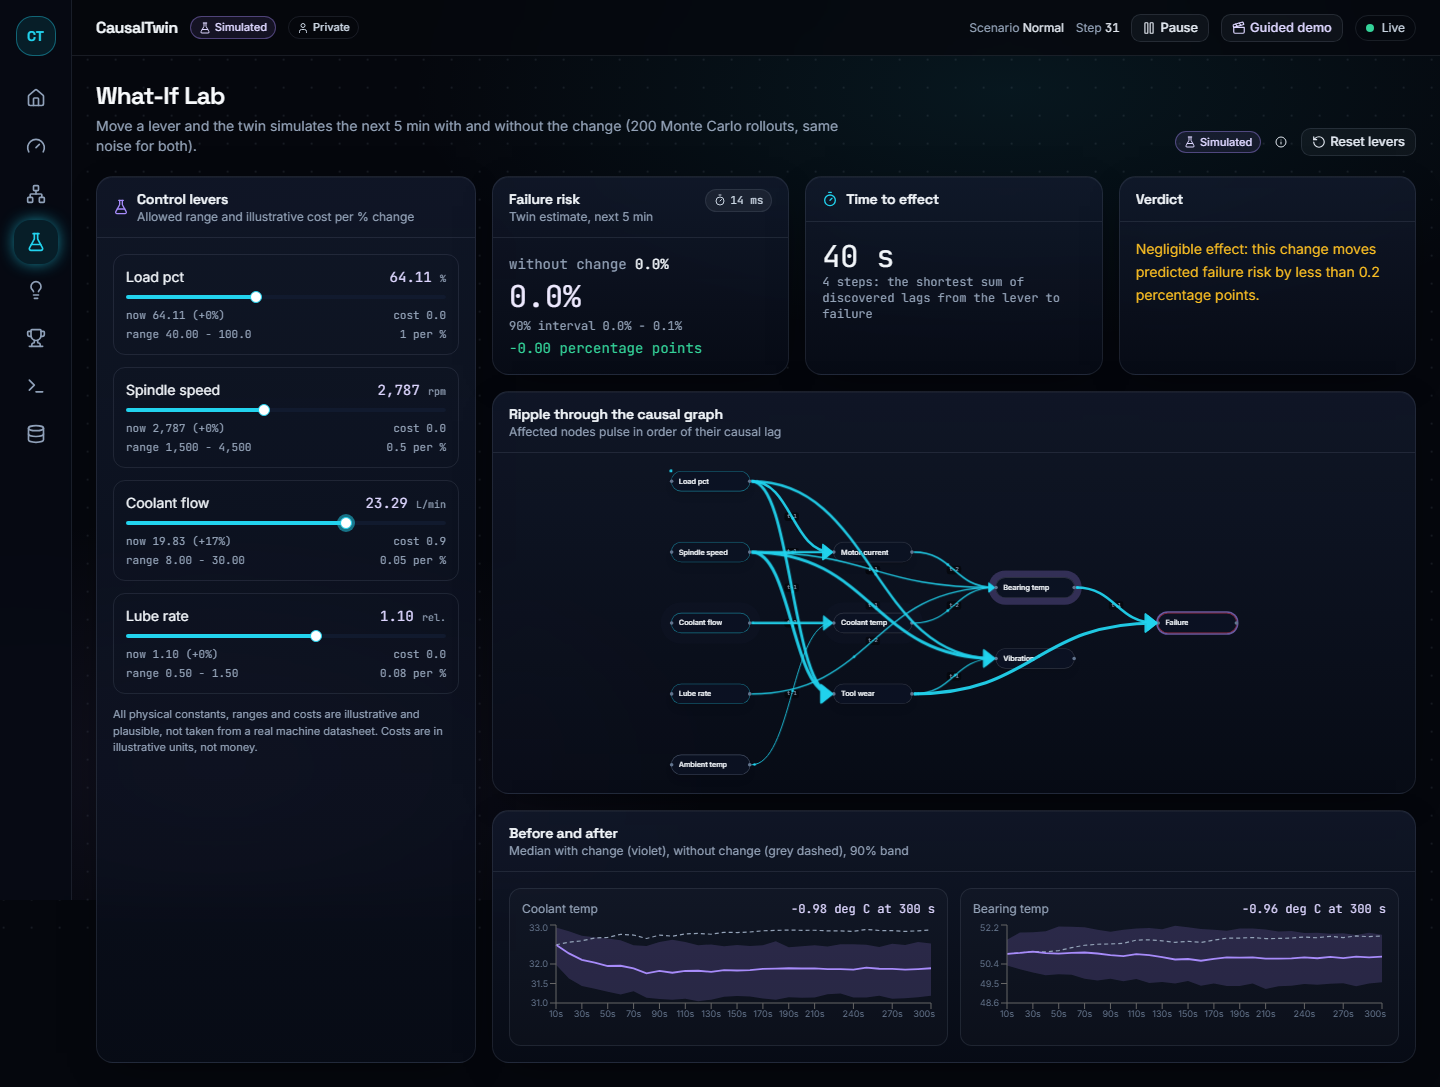 CT
CausalTwin
Simulated
Private
Scenario Normal
Step 31
Pause
Guided demo
Live
What-If Lab
Move a lever and the twin simulates the next 5 min with and without the change (200 Monte Carlo rollouts, same
noise for both).
Simulated
Reset levers
Control levers
Allowed range and illustrative cost per % change
Load pct
64.11 %
now 64.11 (+0%)
cost 0.0
range 40.00 - 100.0
1 per %
Spindle speed
2,787 rpm
now 2,787 (+0%)
cost 0.0
range 1,500 - 4,500
0.5 per %
Coolant flow
23.29 L/min
now 19.83 (+17%)
cost 0.9
range 8.00 - 30.00
0.05 per %
Lube rate
1.10 rel.
now 1.10 (+0%)
cost 0.0
range 0.50 - 1.50
0.08 per %
All physical constants, ranges and costs are illustrative and
plausible, not taken from a real machine datasheet. Costs are in
illustrative units, not money.
Failure risk
Twin estimate, next 5 min
14 ms
without change 0.0%
0.0%
90% interval 0.0% - 0.1%
-0.00 percentage points
Time to effect
40 s
4 steps: the shortest sum of
discovered lags from the lever to
failure
Verdict
Negligible effect: this change moves
predicted failure risk by less than 0.2
percentage points.
Ripple through the causal graph
Affected nodes pulse in order of their causal lag
Load pct
Spindle speed
Motor current
Bearing temp
Coolant flow
Coolant temp
Failure
Vibration
Lube rate
Tool wear
Ambient temp
Before and after
Median with change (violet), without change (grey dashed), 90% band
Coolant temp
-0.98 deg C at 300 s
33.0
32.0
31.5
31.0
10s 30s 50s 70s 90s 110s 130s 150s 170s 190s 210s 240s 270s 300s
Bearing temp
-0.96 deg C at 300 s
52.2
50.4
49.5
48.6
10s 30s 50s 70s 90s 110s 130s 150s 170s 190s 210s 240s 270s 300s